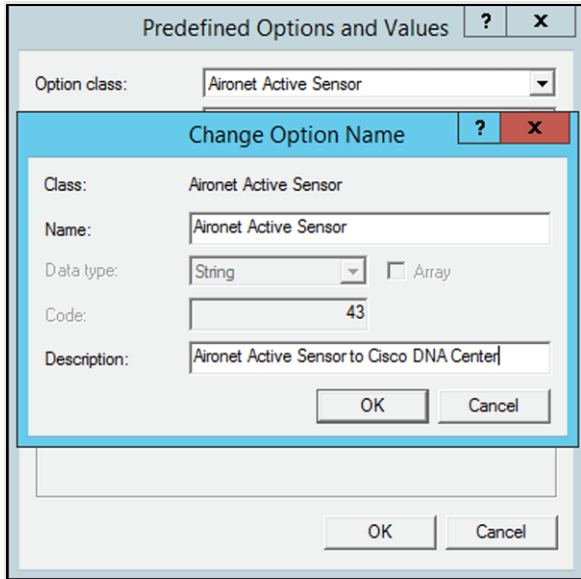 Predefined Options and Values ? x
Option class: Aironet Active Sensor
Change Option Name ? x
Class: Aironet Active Sensor
Name: Aironet Active Sensor
Data type: String Array
Code: 43
Description: Aironet Active Sensor to Cisco DNA Center
OK Cancel
OK Cancel